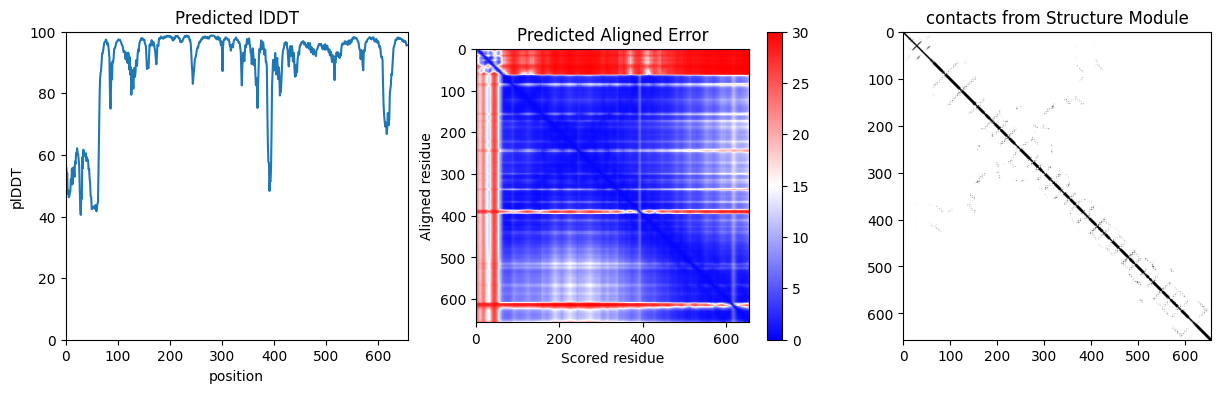 Predicted lDDT
plDDT
100
80
60
40
20
0
0 100 200 300 400 500 600
position
Predicted Aligned Error
Aligned residue
0
100
200
300
400
500
600
0 200 400 600
Scored residue
30
25
20
15
10
5
0
contacts from Structure Module
0
100
200
300
400
500
600
0 100 200 300 400 500 600